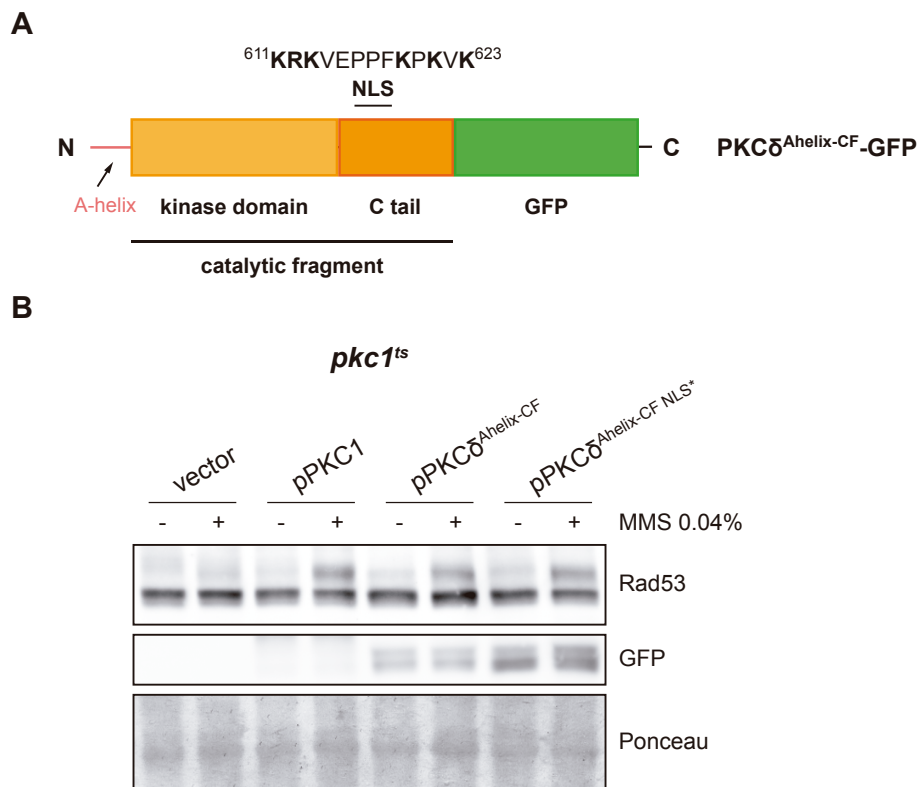 A
⁶¹¹KRKVEPPFKPKVK⁶²³
NLS
N
C
PKCδᴬʰᵉˡⁱˣ⁻ᶜᶠ-GFP
A-helix
kinase domain
C tail
GFP
catalytic fragment
B
pkc1ᵗˢ
vector
pPKC1
pPKCδᴬʰᵉˡⁱˣ⁻ᶜᶠ
pPKCδᴬʰᵉˡⁱˣ⁻ᶜᶠ ᴺᴸˢ*
- + - + - + - + MMS 0.04%
Rad53
GFP
Ponceau